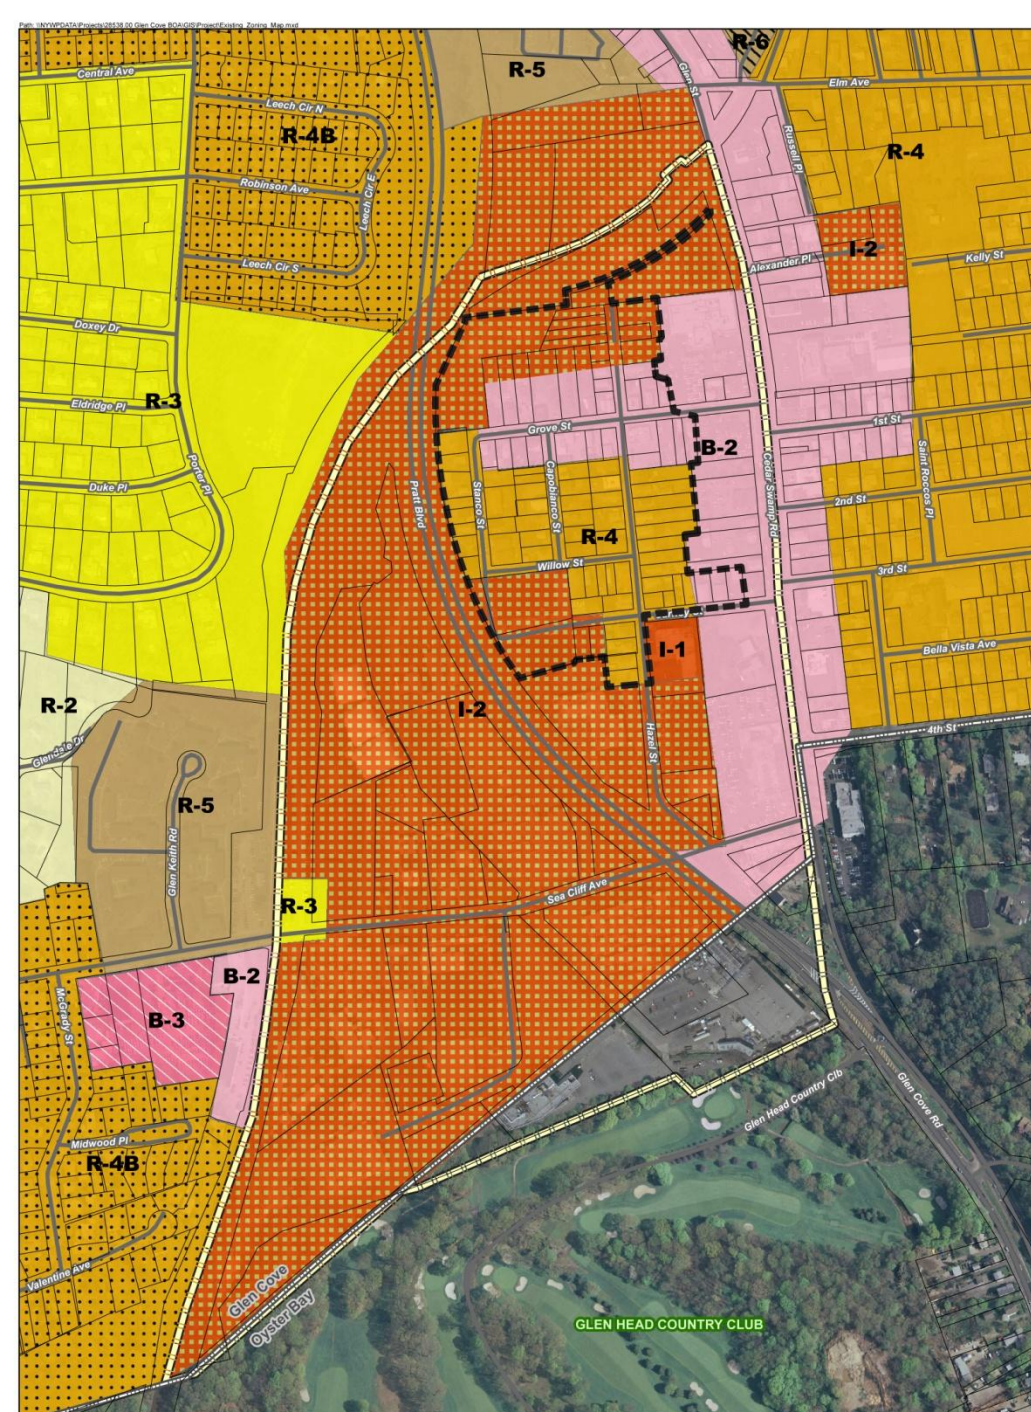 Path: \\NYWPDATA\Projects\28538.00 Glen Cove BOA\GIS\Project\Existing_Zoning_Map.mxd
R-6
Glen St
R-5
Central Ave
Elm Ave
Leech Cir N
R-4B
Russell Pl
R-4
Robinson Ave
Leech Cir E
I-2
Kelly St
Alexander Pl
Leech Cir S
Doxey Dr
R-3
Eldridge Pl
1st St
Grove St
B-2
Saint Roccos Pl
Porter Pl
Duke Pl
Pratt Blvd
Stanco St
Capobianco St
Cedar Swamp Rd
2nd St
R-4
Willow St
3rd St
I-1
Bella Vista Ave
R-2
I-2
4th St
Glendale Dr
Hazel St
R-5
Glen Keith Rd
Sea Cliff Ave
R-3
B-2
McGrady St
B-3
Glen Head Country Clb
Glen Cove Rd
Midwood Pl
R-4B
Valentine Ave
Glen Cove
Oyster Bay
GLEN HEAD COUNTRY CLUB